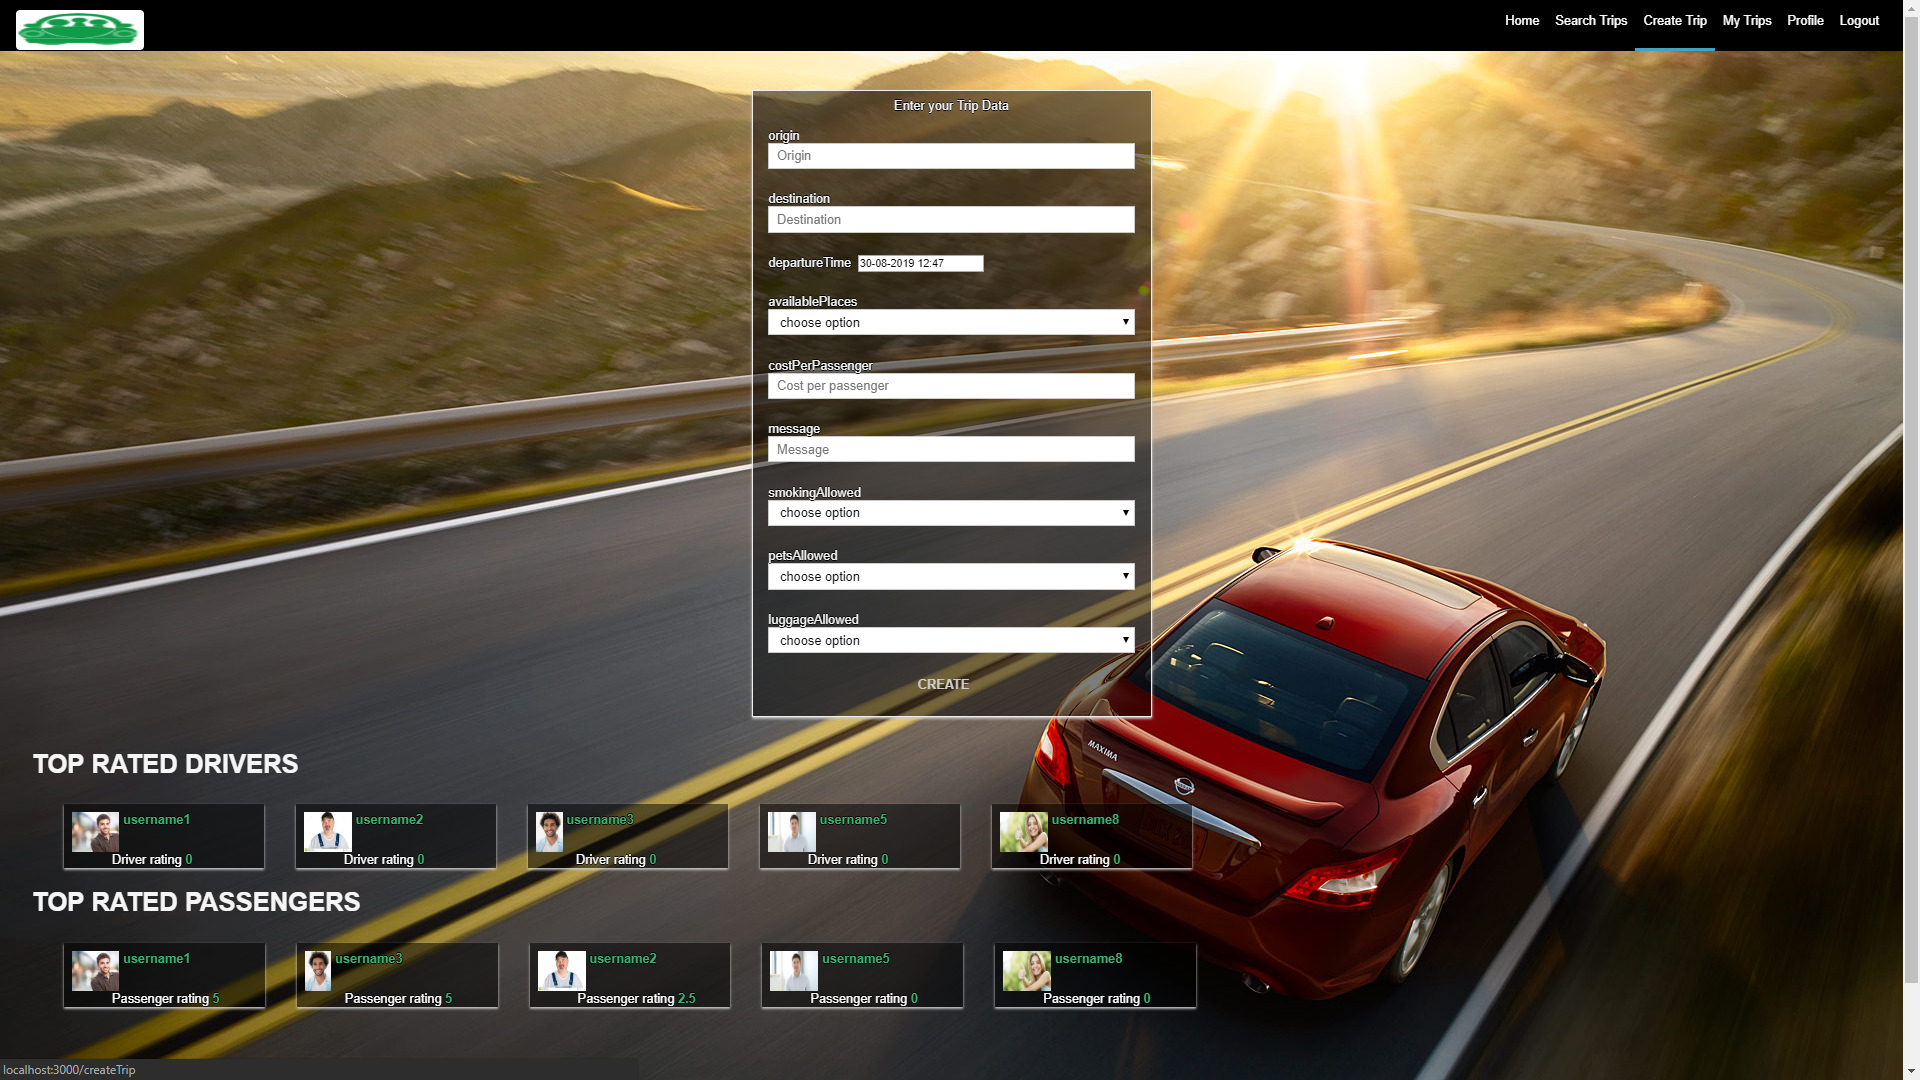 Home Search Trips Create Trip My Trips Profile Logout
Enter your Trip Data
origin
Origin
destination
Destination
departureTime 30-08-2019 12:47
availablePlaces
choose option
costPerPassenger
Cost per passenger
message
Message
smokingAllowed
choose option
petsAllowed
choose option
luggageAllowed
choose option
CREATE
MAXIMA
TOP RATED DRIVERS
username1 username2 username3 username5 username8
Driver rating 0 Driver rating 0 Driver rating 0 Driver rating 0 Driver rating 0
TOP RATED PASSENGERS
username1 username3 username2 username5 username8
Passenger rating 5 Passenger rating 5 Passenger rating 2.5 Passenger rating 0 Passenger rating 0
localhost:3000/createTrip